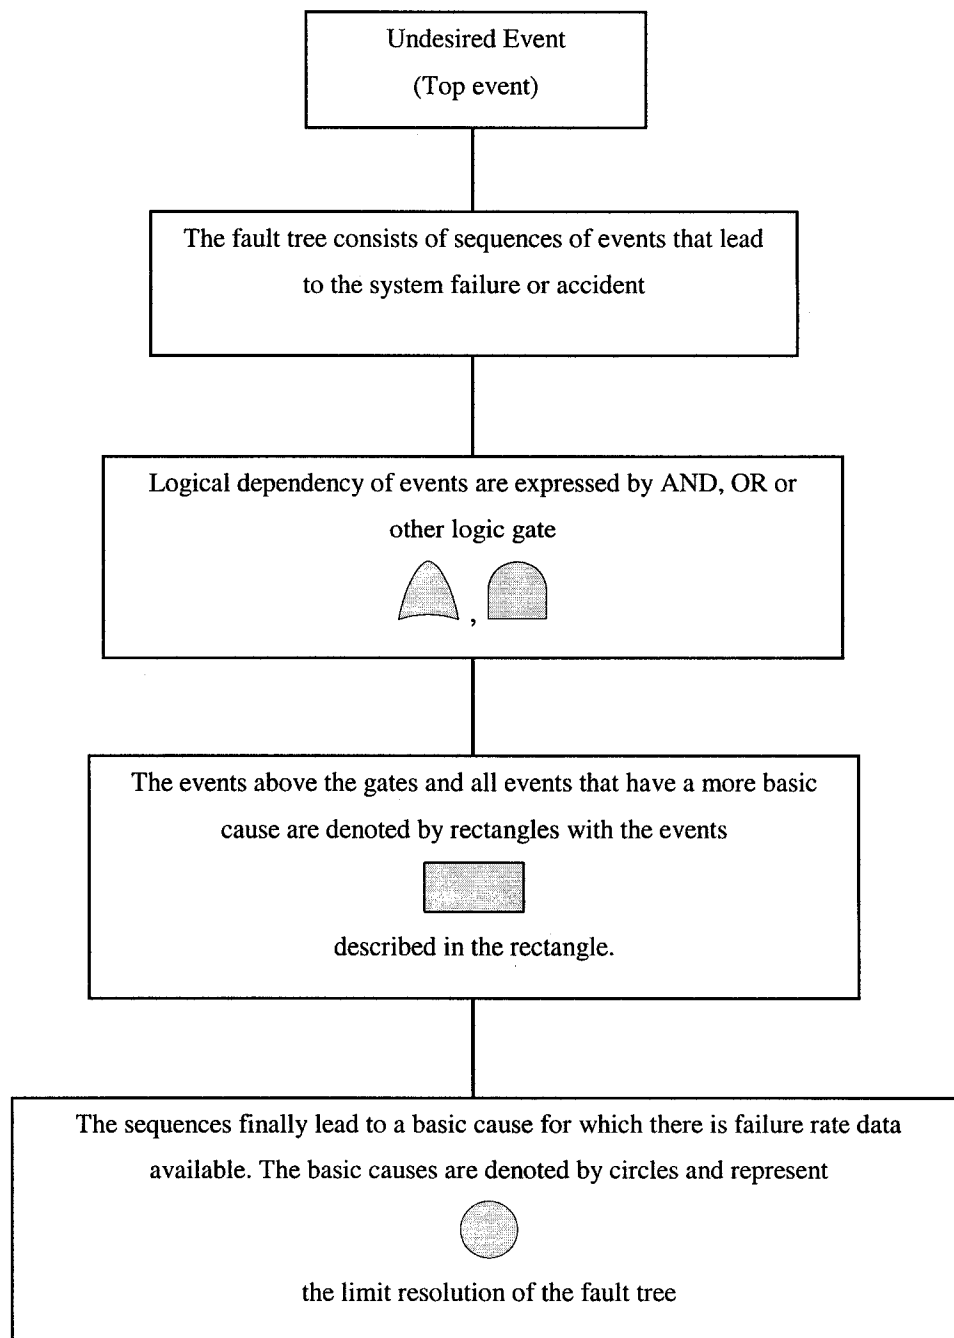 Undesired Event
(Top event)
The fault tree consists of sequences of events that lead
to the system failure or accident
Logical dependency of events are expressed by AND, OR or
other logic gate
,
The events above the gates and all events that have a more basic
cause are denoted by rectangles with the events
described in the rectangle.
The sequences finally lead to a basic cause for which there is failure rate data
available. The basic causes are denoted by circles and represent
the limit resolution of the fault tree